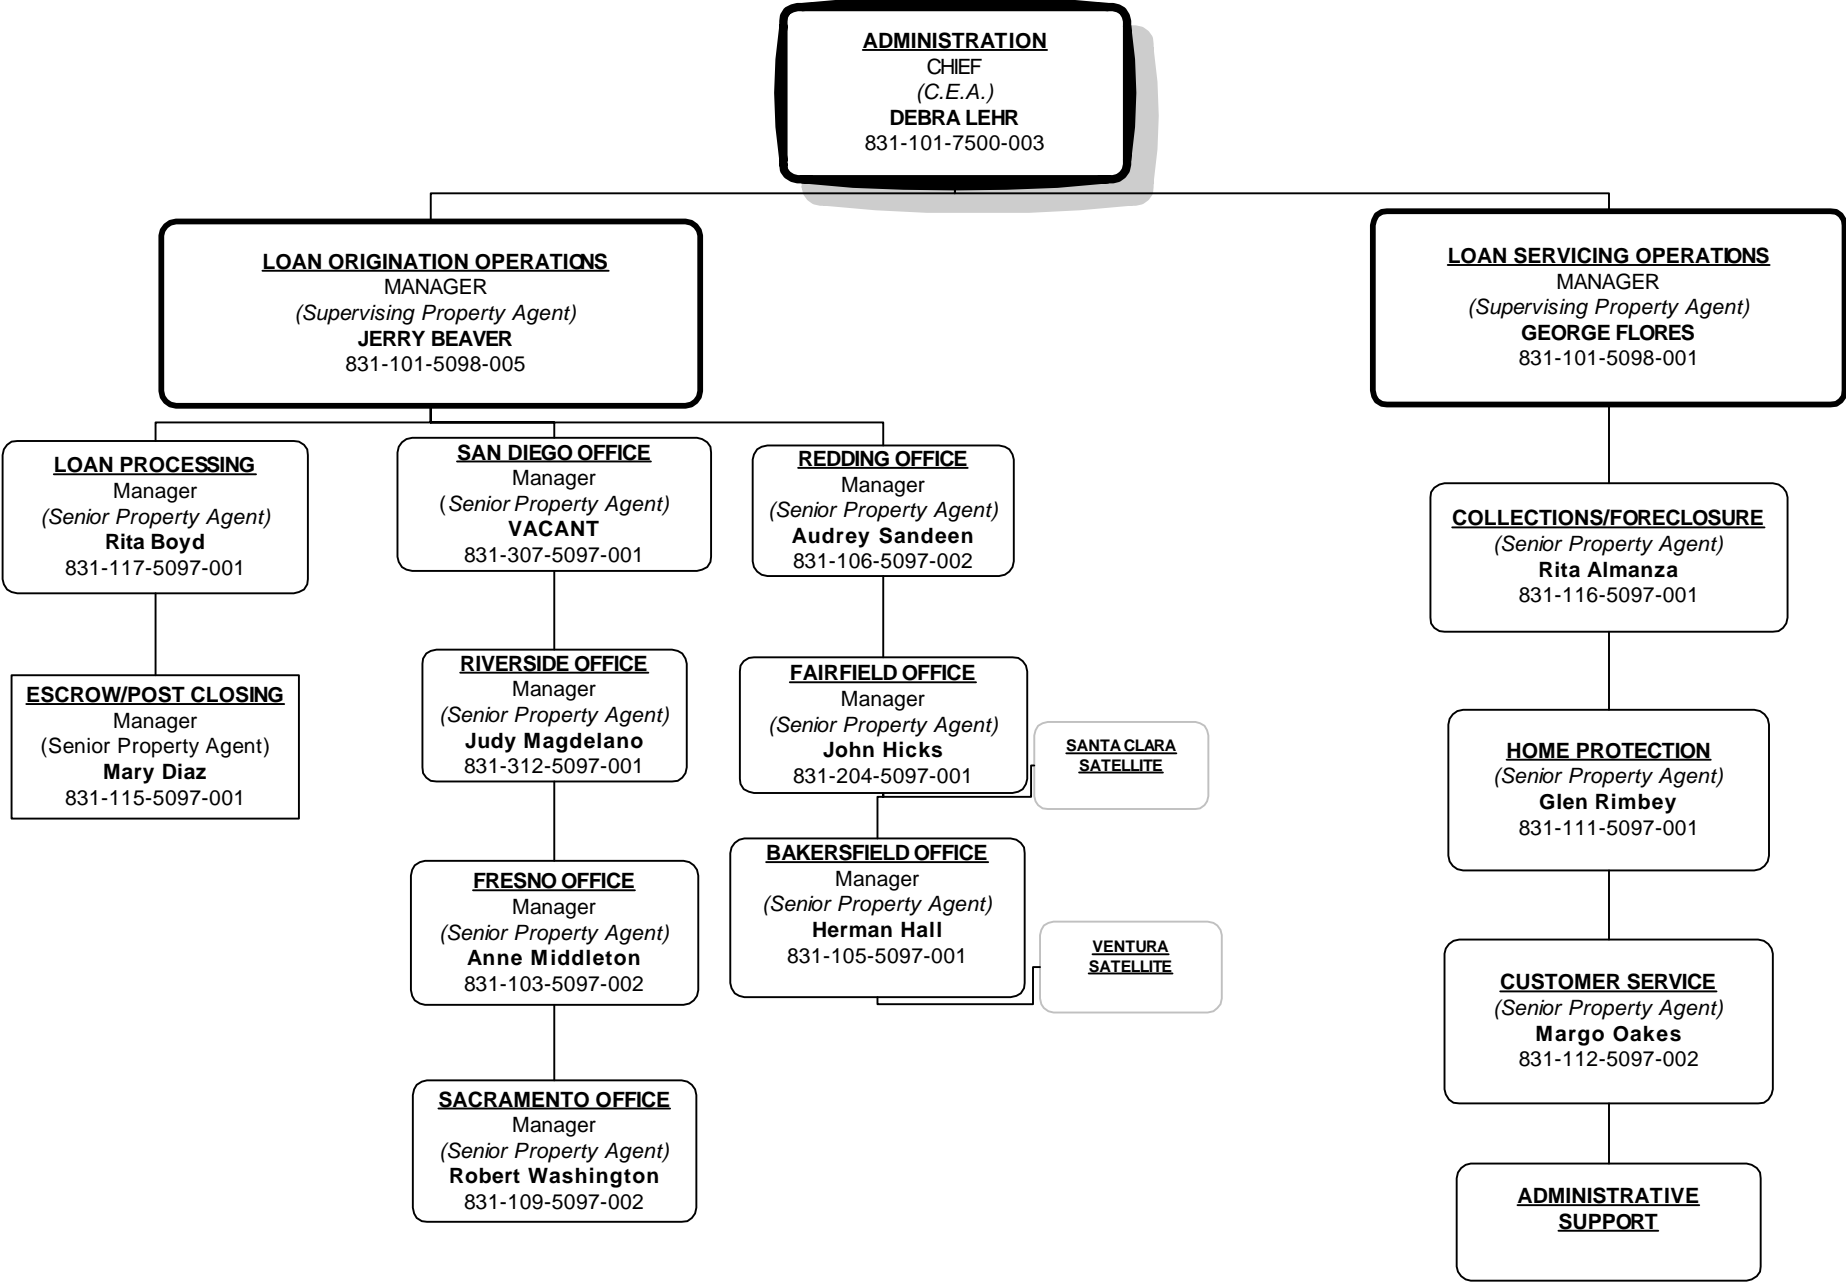 ADMINISTRATION
CHIEF
(C.E.A.)
DEBRA LEHR
831-101-7500-003
LOAN ORIGINATION OPERATIONS
MANAGER
(Supervising Property Agent)
JERRY BEAVER
831-101-5098-005
LOAN SERVICING OPERATIONS
MANAGER
(Supervising Property Agent)
GEORGE FLORES
831-101-5098-001
LOAN PROCESSING
Manager
(Senior Property Agent)
Rita Boyd
831-117-5097-001
ESCROW/POST CLOSING
Manager
(Senior Property Agent)
Mary Diaz
831-115-5097-001
SAN DIEGO OFFICE
Manager
(Senior Property Agent)
VACANT
831-307-5097-001
RIVERSIDE OFFICE
Manager
(Senior Property Agent)
Judy Magdelano
831-312-5097-001
FRESNO OFFICE
Manager
(Senior Property Agent)
Anne Middleton
831-103-5097-002
SACRAMENTO OFFICE
Manager
(Senior Property Agent)
Robert Washington
831-109-5097-002
REDDING OFFICE
Manager
(Senior Property Agent)
Audrey Sandeen
831-106-5097-002
FAIRFIELD OFFICE
Manager
(Senior Property Agent)
John Hicks
831-204-5097-001
SANTA CLARA
SATELLITE
BAKERSFIELD OFFICE
Manager
(Senior Property Agent)
Herman Hall
831-105-5097-001
VENTURA
SATELLITE
COLLECTIONS/FORECLOSURE
(Senior Property Agent)
Rita Almanza
831-116-5097-001
HOME PROTECTION
(Senior Property Agent)
Glen Rimbey
831-111-5097-001
CUSTOMER SERVICE
(Senior Property Agent)
Margo Oakes
831-112-5097-002
ADMINISTRATIVE
SUPPORT